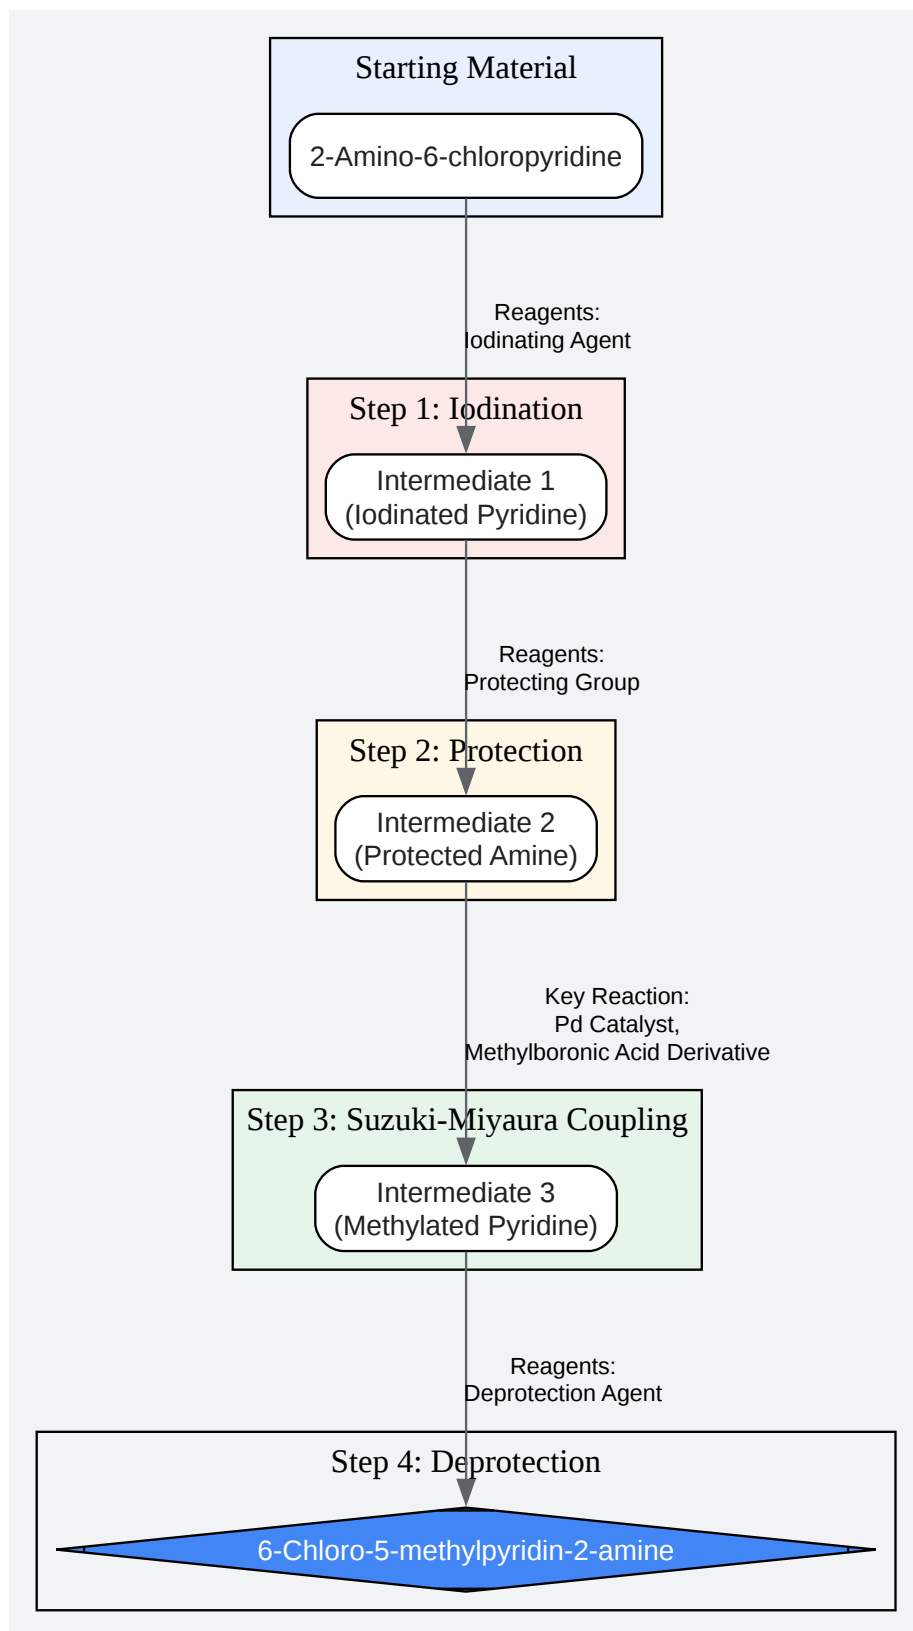 Starting Material
2-Amino-6-chloropyridine
Reagents:
Iodinating Agent
Step 1: Iodination
Intermediate 1
(Iodinated Pyridine)
Reagents:
Protecting Group
Step 2: Protection
Intermediate 2
(Protected Amine)
Key Reaction:
Pd Catalyst,
Methylboronic Acid Derivative
Step 3: Suzuki-Miyaura Coupling
Intermediate 3
(Methylated Pyridine)
Reagents:
Deprotection Agent
Step 4: Deprotection
6-Chloro-5-methylpyridin-2-amine